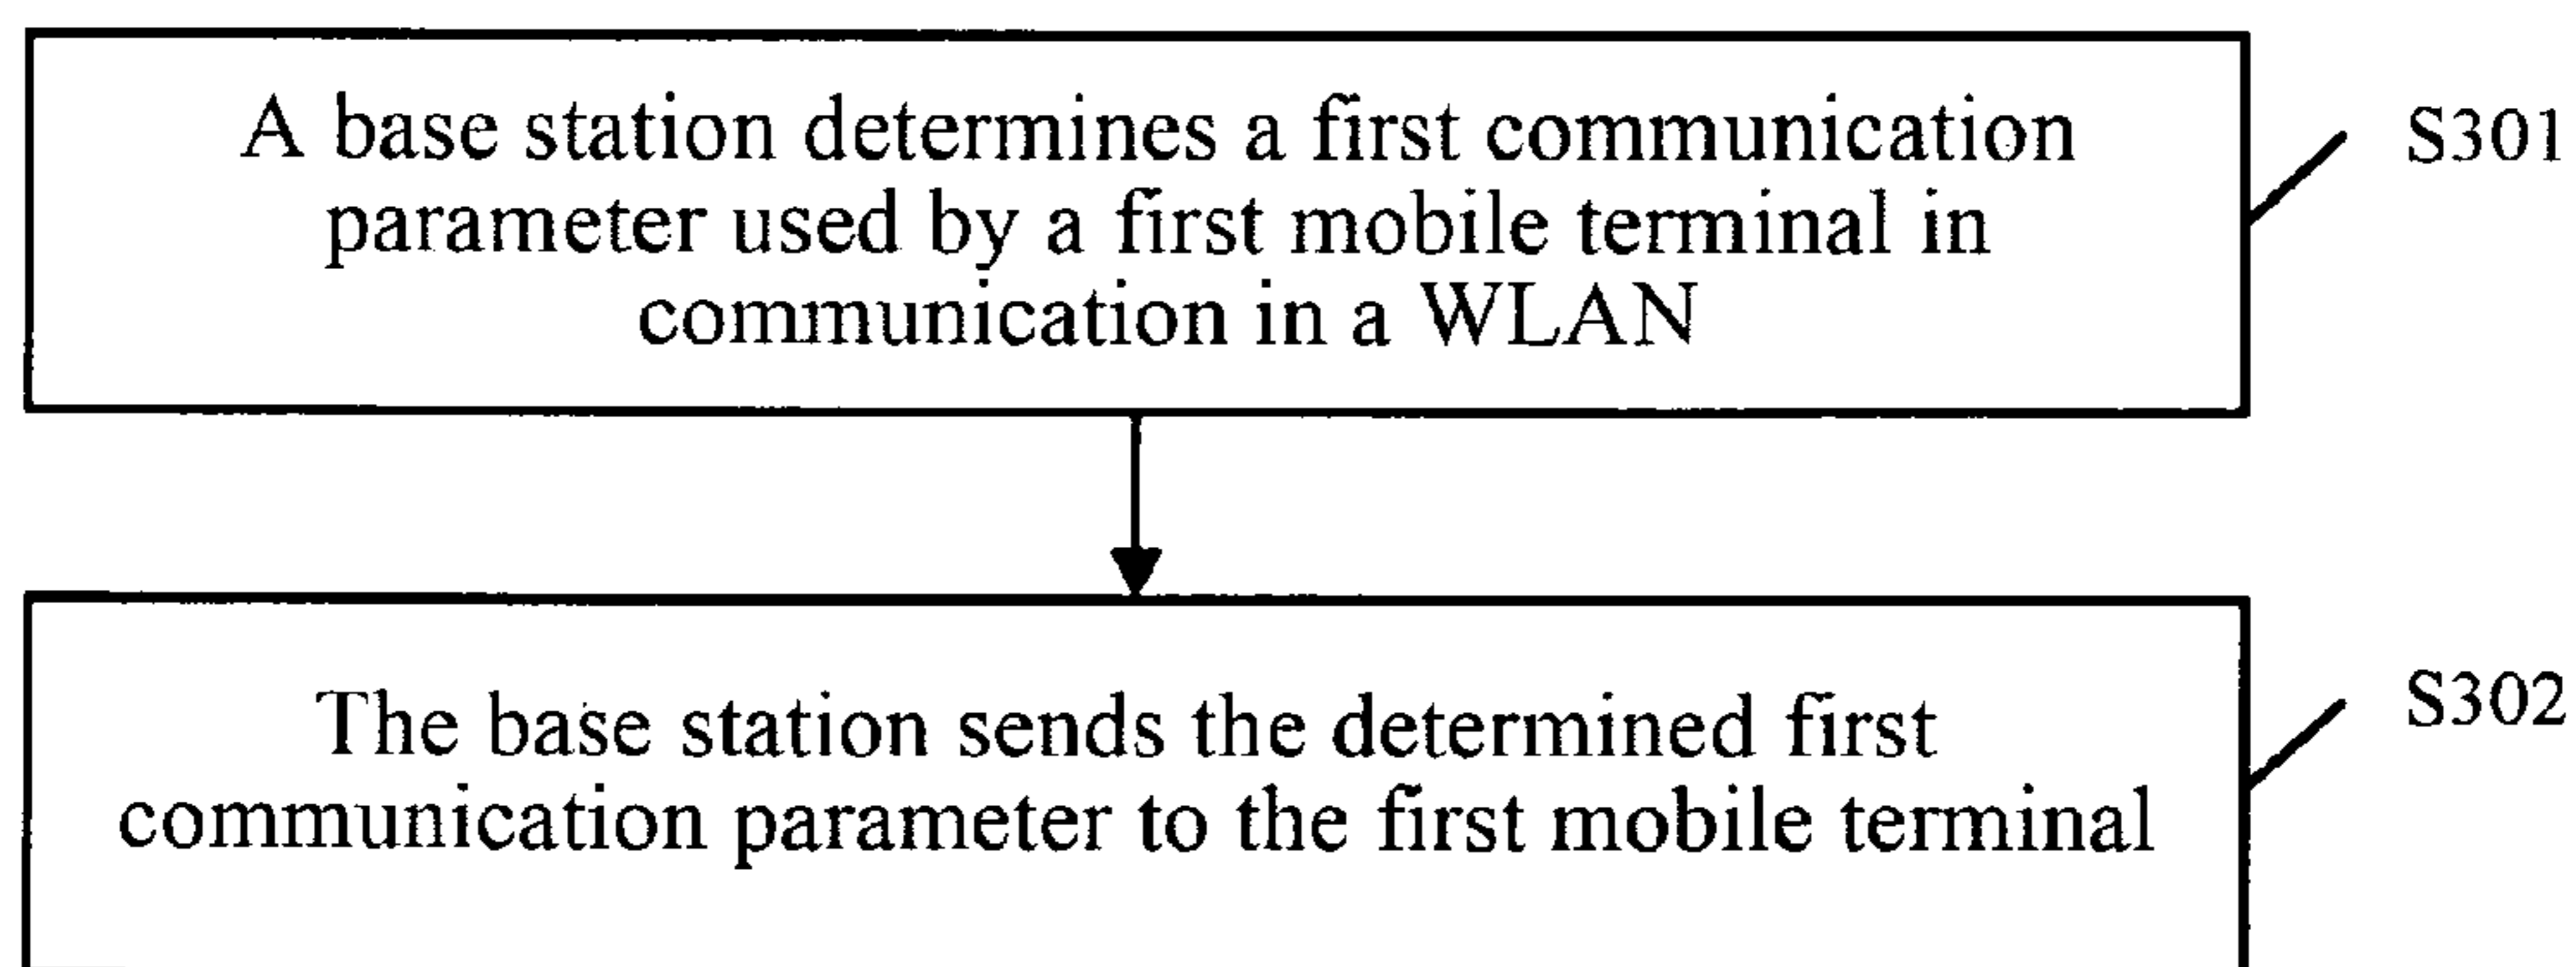 A base station determines a first communication
parameter used by a first mobile terminal in
communication in a WLAN
S301
The base station sends the determined first
communication parameter to the first mobile terminal
S302